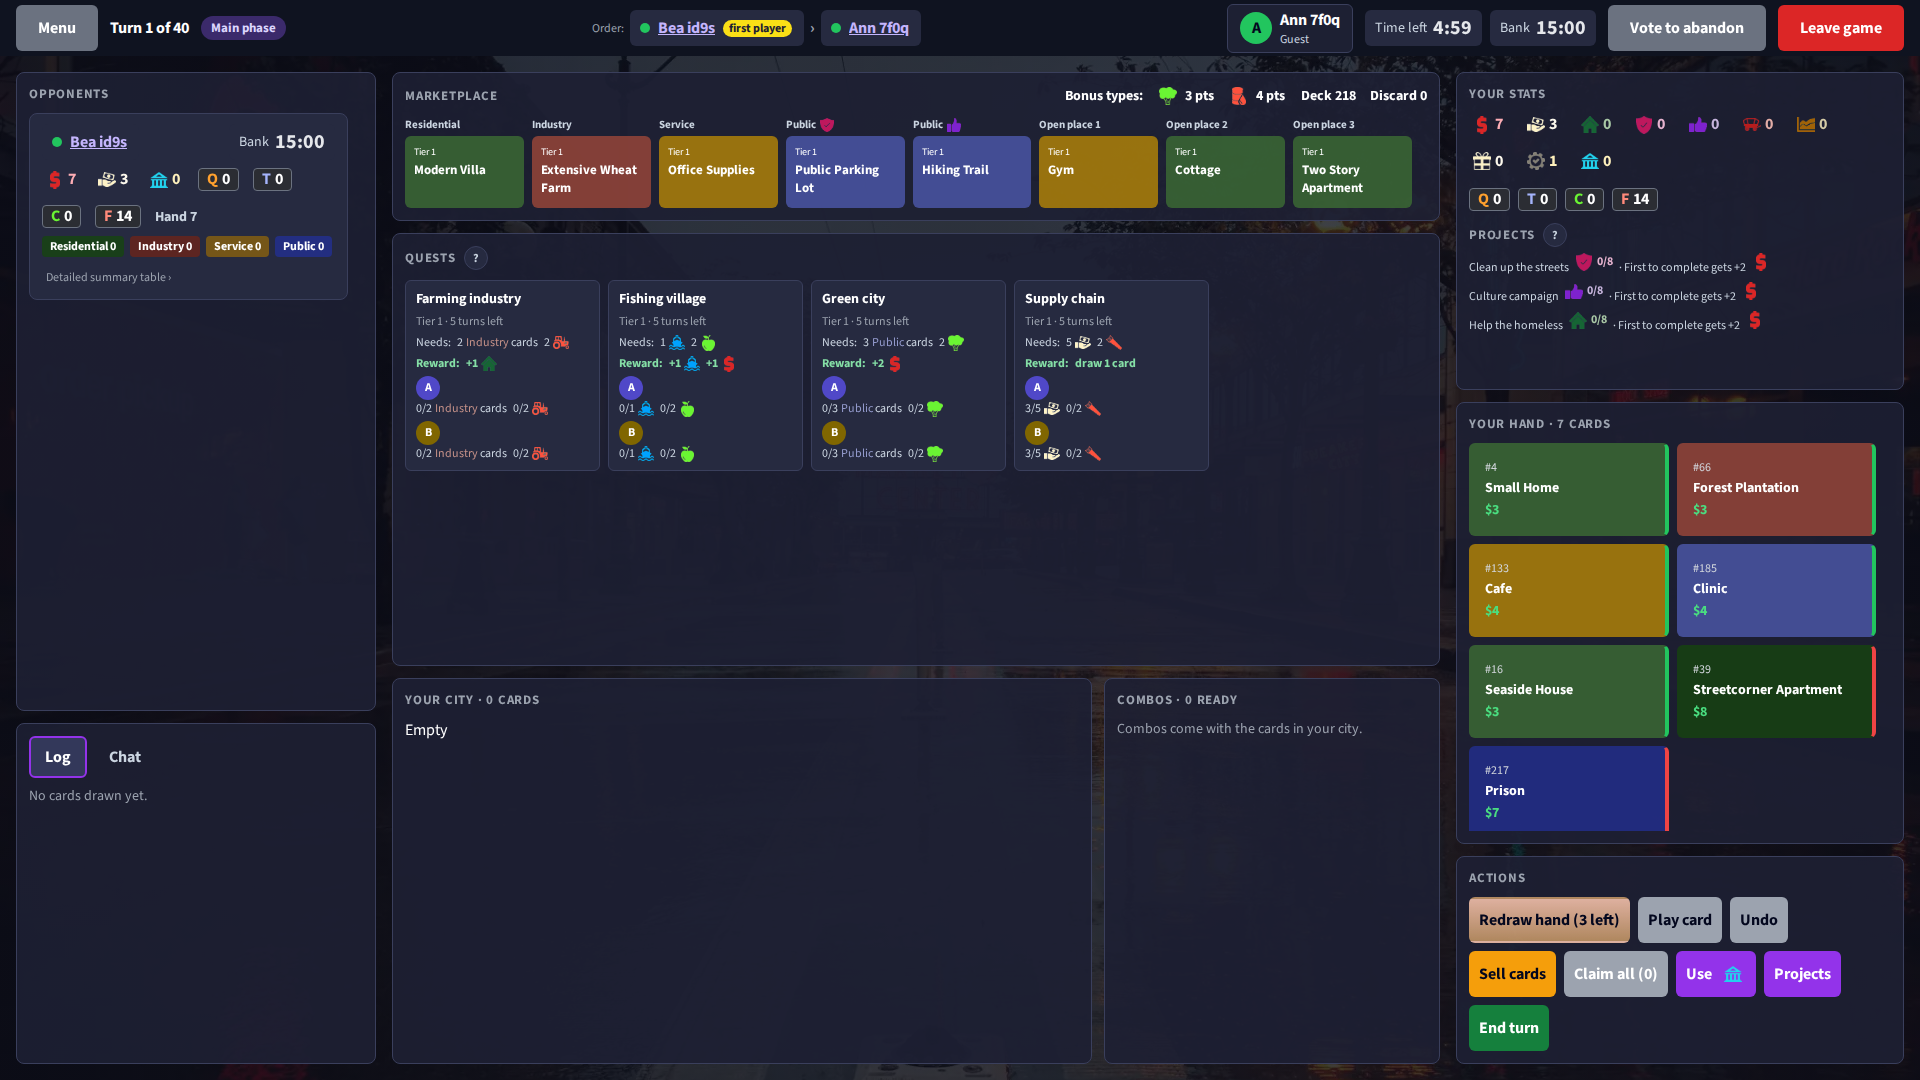 Menu Turn 1 of 40 Main phase Order: Bea id9s first player › Ann 7f0q A Ann 7f0q Guest Time left 4:59 Bank 15:00 Vote to abandon Leave game
OPPONENTS
Bea id9s Bank 15:00
7 3 0 Q 0 T 0
C 0 F 14 Hand 7
Residential 0 Industry 0 Service 0 Public 0
Detailed summary table ›
Log Chat
No cards drawn yet.
MARKETPLACE Bonus types: 3 pts 4 pts Deck 218 Discard 0
Residential Industry Service Public Public Open place 1 Open place 2 Open place 3
Tier 1 Modern Villa
Tier 1 Extensive Wheat Farm
Tier 1 Office Supplies
Tier 1 Public Parking Lot
Tier 1 Hiking Trail
Tier 1 Gym
Tier 1 Cottage
Tier 1 Two Story Apartment
QUESTS ?
Farming industry
Tier 1 · 5 turns left
Needs: 2 Industry cards 2
Reward: +1
A
0/2 Industry cards 0/2
B
0/2 Industry cards 0/2
Fishing village
Tier 1 · 5 turns left
Needs: 1 2
Reward: +1 +1
A
0/1 0/2
B
0/1 0/2
Green city
Tier 1 · 5 turns left
Needs: 3 Public cards 2
Reward: +2
A
0/3 Public cards 0/2
B
0/3 Public cards 0/2
Supply chain
Tier 1 · 5 turns left
Needs: 5 2
Reward: draw 1 card
A
3/5 0/2
B
3/5 0/2
YOUR CITY · 0 CARDS
Empty
COMBOS · 0 READY
Combos come with the cards in your city.
YOUR STATS
7 3 0 0 0 0 0
0 1 0
Q 0 T 0 C 0 F 14
PROJECTS ?
Clean up the streets 0/8 · First to complete gets +2
Culture campaign 0/8 · First to complete gets +2
Help the homeless 0/8 · First to complete gets +2
YOUR HAND · 7 CARDS
#4
Small Home
$3
#66
Forest Plantation
$3
#133
Cafe
$4
#185
Clinic
$4
#16
Seaside House
$3
#39
Streetcorner Apartment
$8
#217
Prison
$7
ACTIONS
Redraw hand (3 left) Play card Undo
Sell cards Claim all (0) Use Projects
End turn